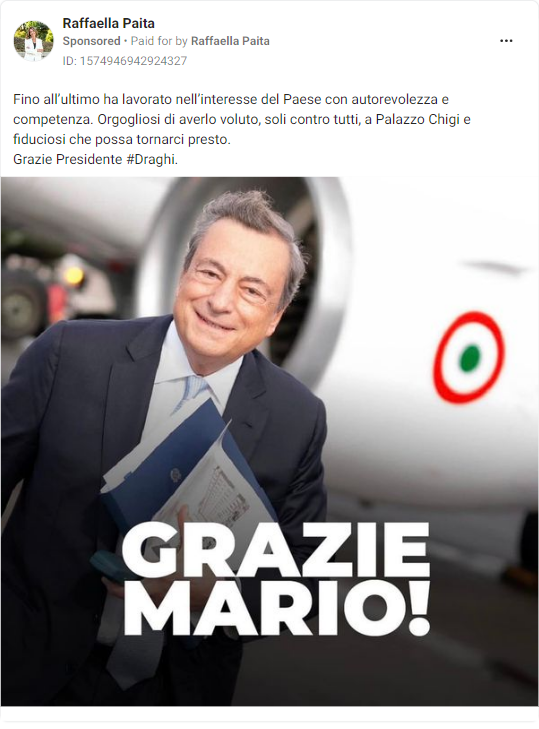 Raffaella Paita
Sponsored • Paid for by Raffaella Paita
ID: 1574946942924327
Fino all’ultimo ha lavorato nell’interesse del Paese con autorevolezza e
competenza. Orgogliosi di averlo voluto, soli contro tutti, a Palazzo Chigi e
fiduciosi che possa tornarci presto.
Grazie Presidente #Draghi.
GRAZIE
MARIO!